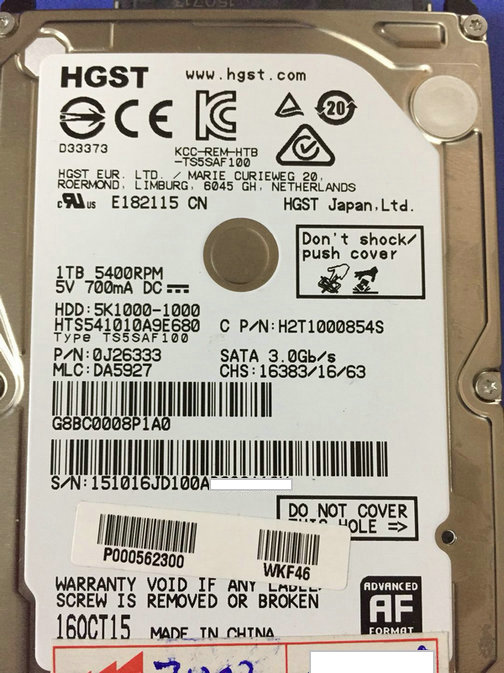 HGST www.hgst.com
20
D33373
KCC-REM-HTB
-TS5SAF100
HGST EUR. LTD. / MARIE CURIEWEG 20,
ROERMOND, LIMBURG, 6045 GH, NETHERLANDS
c RU us E182115 CN HGST Japan,Ltd.
Don't shock/
push cover
1TB 5400RPM
5V 700mA DC
HDD:5K1000-1000
HTS541010A9E680 C P/N:H2T1000854S
Type TS5SAF100
P/N:0J26333 SATA 3.0Gb/s
MLC:DA5927 CHS:16383/16/63
G8BC0008P1A0
S/N:151016JD100A
DO NOT COVER
THIS HOLE =>
P000562300
WKF46
WARRANTY VOID IF ANY LABEL
SCREW IS REMOVED OR BROKEN
16OCT15 MADE IN CHINA
ADVANCED
AF
FORMAT